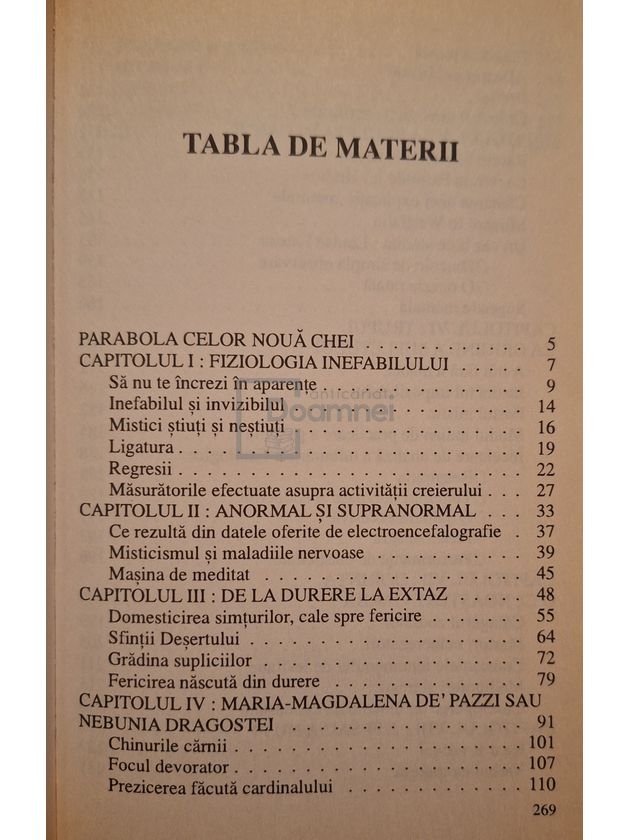 TABLA DE MATERII
PARABOLA CELOR NOUĂ CHEI . . . . . . . . . . . . 5
CAPITOLUL I : FIZIOLOGIA INEFABILULUI . . . . . 7
Să nu te încrezi în aparențe . . . . . . . . . . . . . . . . 9
Inefabilul și invizibilul . . . . . . . . . . . . . . . . . 14
Mistici știuți și neștiuți . . . . . . . . . . . . . . . . . 16
Ligatura . . . . . . . . . . . . . . . . . . . . . . . . . . 19
Regresii . . . . . . . . . . . . . . . . . . . . . . . . . . 22
Măsurătorile efectuate asupra activității creierului . . . 27
CAPITOLUL II : ANORMAL ȘI SUPRANORMAL . . . 33
Ce rezultă din datele oferite de electroencefalografie . 37
Misticismul și maladiile nervoase . . . . . . . . . . . 39
Mașina de meditat . . . . . . . . . . . . . . . . . . . . 45
CAPITOLUL III : DE LA DURERE LA EXTAZ . . . . . 48
Domesticirea simțurilor, cale spre fericire . . . . . . . 55
Sfinții Deșertului . . . . . . . . . . . . . . . . . . . . . 64
Grădina supliciilor . . . . . . . . . . . . . . . . . . . . 72
Fericirea născută din durere . . . . . . . . . . . . . . . 79
CAPITOLUL IV : MARIA-MAGDALENA DE' PAZZI SAU
NEBUNIA DRAGOSTEI . . . . . . . . . . . . . . . . . 91
Chinurile cărnii . . . . . . . . . . . . . . . . . . . . . . 101
Focul devorator . . . . . . . . . . . . . . . . . . . . . . 107
Prezicerea făcută cardinalului . . . . . . . . . . . . . . 110
269
anticariat
Doamnei